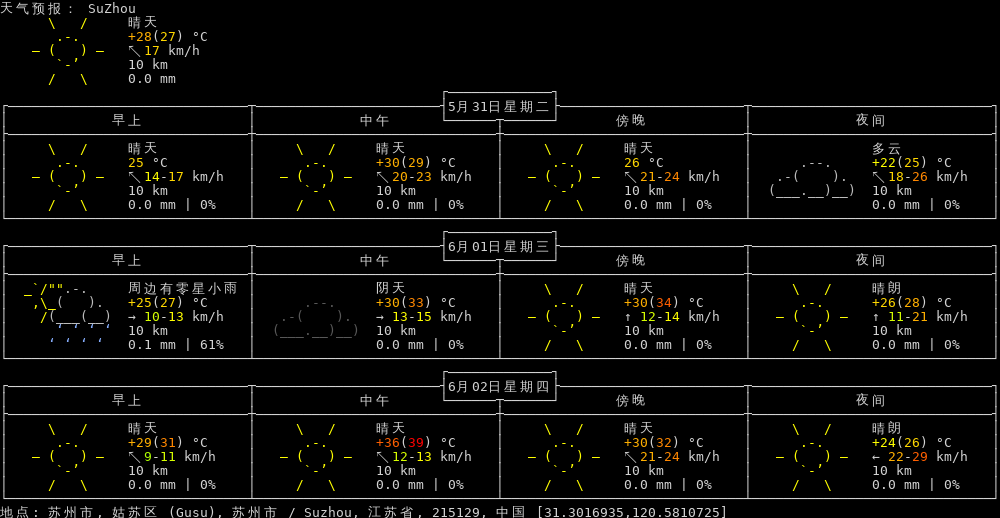 天气预报: SuZhou
晴天
+28(27) °C
↖ 17 km/h
10 km
0.0 mm
5月31日星期二
早上 中午 傍晚 夜间
晴天 晴天 晴天 多云
25 °C +30(29) °C 26 °C +22(25) °C
↖ 14-17 km/h ↖ 20-23 km/h ↖ 21-24 km/h ↖ 18-26 km/h
10 km 10 km 10 km 10 km
0.0 mm | 0% 0.0 mm | 0% 0.0 mm | 0% 0.0 mm | 0%
6月01日星期三
早上 中午 傍晚 夜间
周边有零星小雨 阴天 晴天 晴朗
+25(27) °C +30(33) °C +30(34) °C +26(28) °C
→ 10-13 km/h → 13-15 km/h ↑ 12-14 km/h ↑ 11-21 km/h
10 km 10 km 10 km 10 km
0.1 mm | 61% 0.0 mm | 0% 0.0 mm | 0% 0.0 mm | 0%
6月02日星期四
早上 中午 傍晚 夜间
晴天 晴天 晴天 晴朗
+29(31) °C +36(39) °C +30(32) °C +24(26) °C
↖ 9-11 km/h ↖ 12-13 km/h ↖ 21-24 km/h ← 22-29 km/h
10 km 10 km 10 km 10 km
0.0 mm | 0% 0.0 mm | 0% 0.0 mm | 0% 0.0 mm | 0%
地点: 苏州市, 姑苏区 (Gusu), 苏州市 / Suzhou, 江苏省, 215129, 中国 [31.3016935,120.5810725]